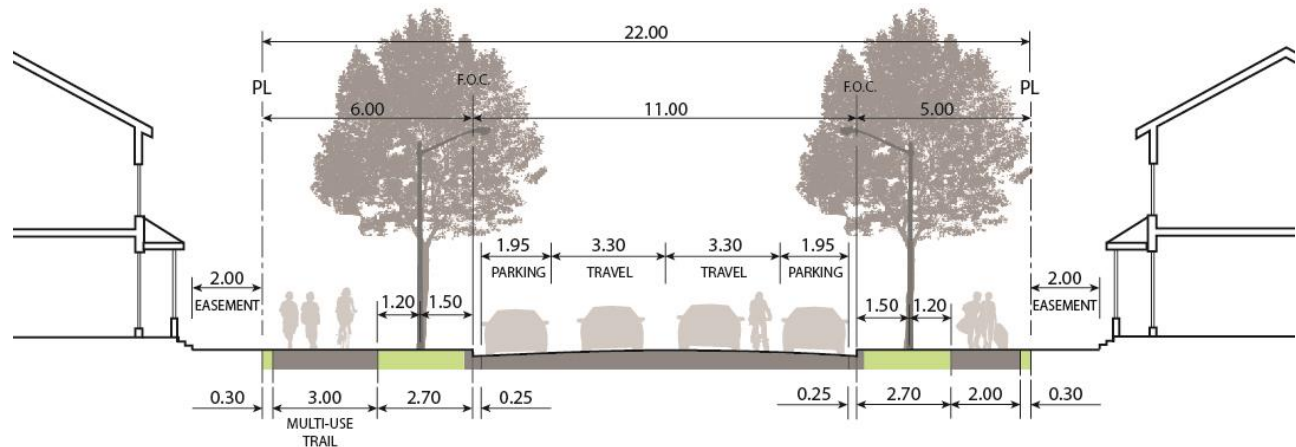 22.00
PL F.O.C. F.O.C. PL
6.00 11.00 5.00
1.95 3.30 3.30 1.95
PARKING TRAVEL TRAVEL PARKING
2.00 2.00
EASEMENT EASEMENT
1.20 1.50 1.50 1.20
0.30 3.00 2.70 0.25 0.25 2.70 2.00 0.30
MULTI-USE
TRAIL